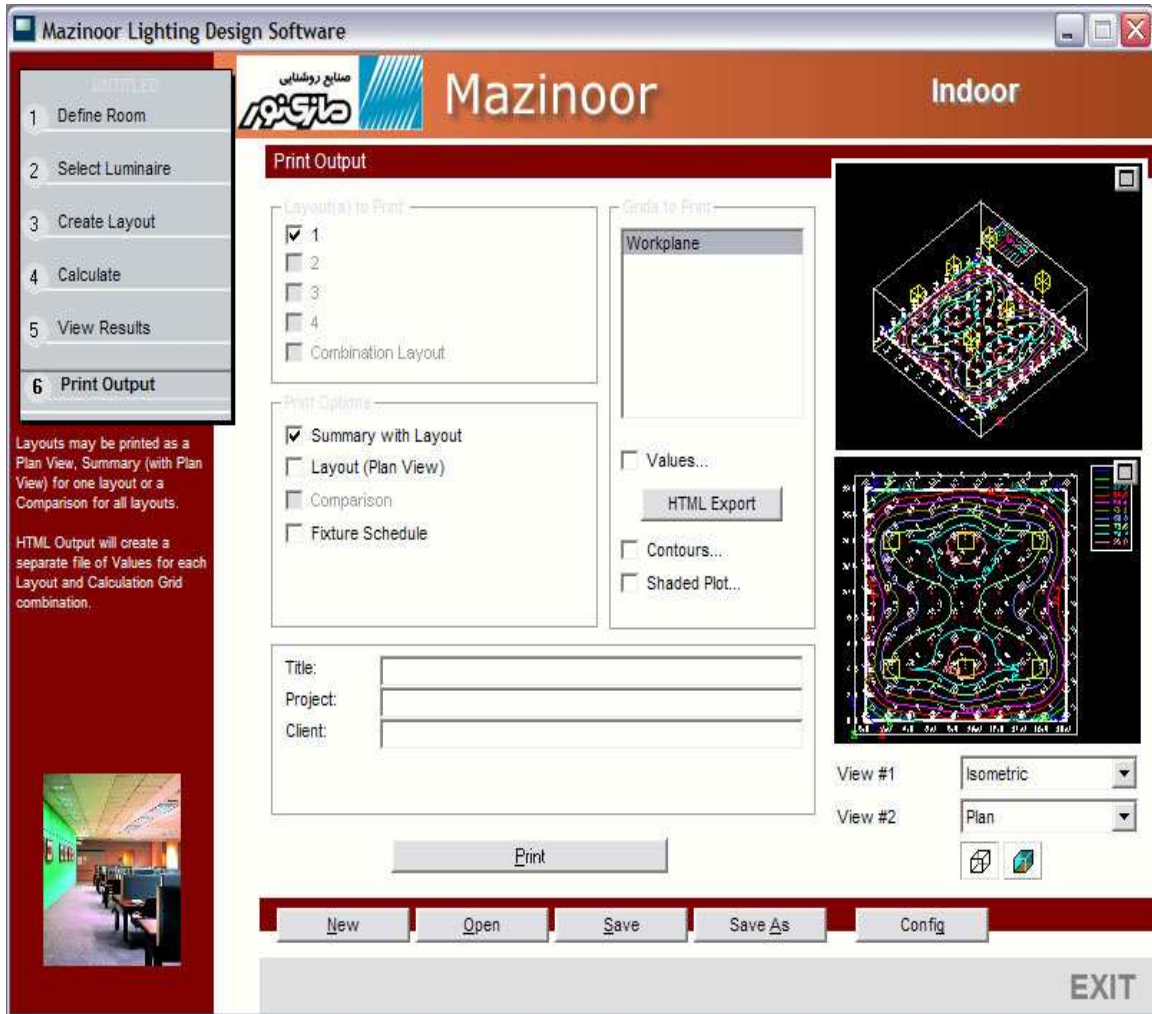 Mazinoor Lighting Design Software
UNTITLED
1 Define Room
2 Select Luminaire
3 Create Layout
4 Calculate
5 View Results
6 Print Output
Layouts may be printed as a
Plan View, Summary (with Plan
View) for one layout or a
Comparison for all layouts.
HTML Output will create a
separate file of Values for each
Layout and Calculation Grid
combination.
صنایع روشنایی
مازی‌نور
Mazinoor
Indoor
Print Output
Layout(s) to Print
1
2
3
4
Combination Layout
Print Options
Summary with Layout
Layout (Plan View)
Comparison
Fixture Schedule
Grids to Print
Workplane
Values...
HTML Export
Contours...
Shaded Plot...
Title:
Project:
Client:
Print
View #1 Isometric
View #2 Plan
New
Open
Save
Save As
Config
EXIT